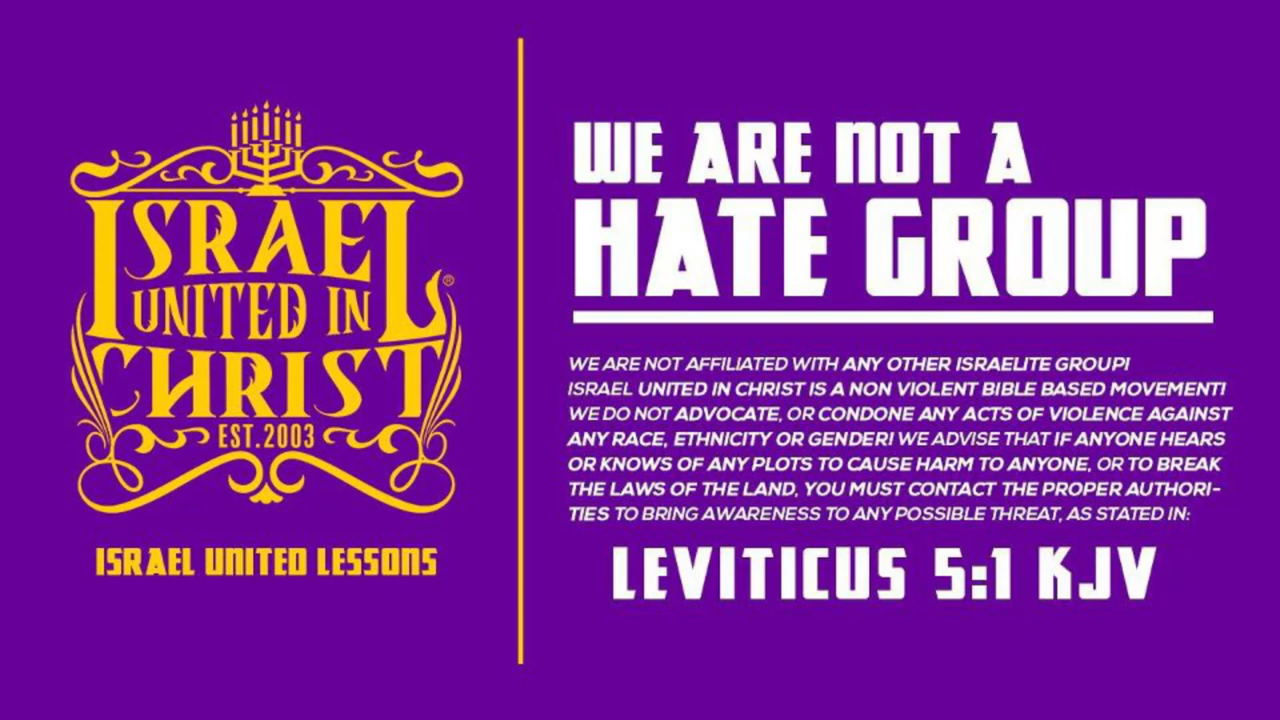 ISRAEL
UNITED IN
CHRIST
EST. 2003
ISRAEL UNITED LESSONS
WE ARE NOT A
HATE GROUP
WE ARE NOT AFFILIATED WITH ANY OTHER ISRAELITE GROUP!
ISRAEL UNITED IN CHRIST IS A NON VIOLENT BIBLE BASED MOVEMENT!
WE DO NOT ADVOCATE, OR CONDONE ANY ACTS OF VIOLENCE AGAINST
ANY RACE, ETHNICITY OR GENDER! WE ADVISE THAT IF ANYONE HEARS
OR KNOWS OF ANY PLOTS TO CAUSE HARM TO ANYONE, OR TO BREAK
THE LAWS OF THE LAND, YOU MUST CONTACT THE PROPER AUTHORI-
TIES TO BRING AWARENESS TO ANY POSSIBLE THREAT, AS STATED IN:
LEVITICUS 5:1 KJV